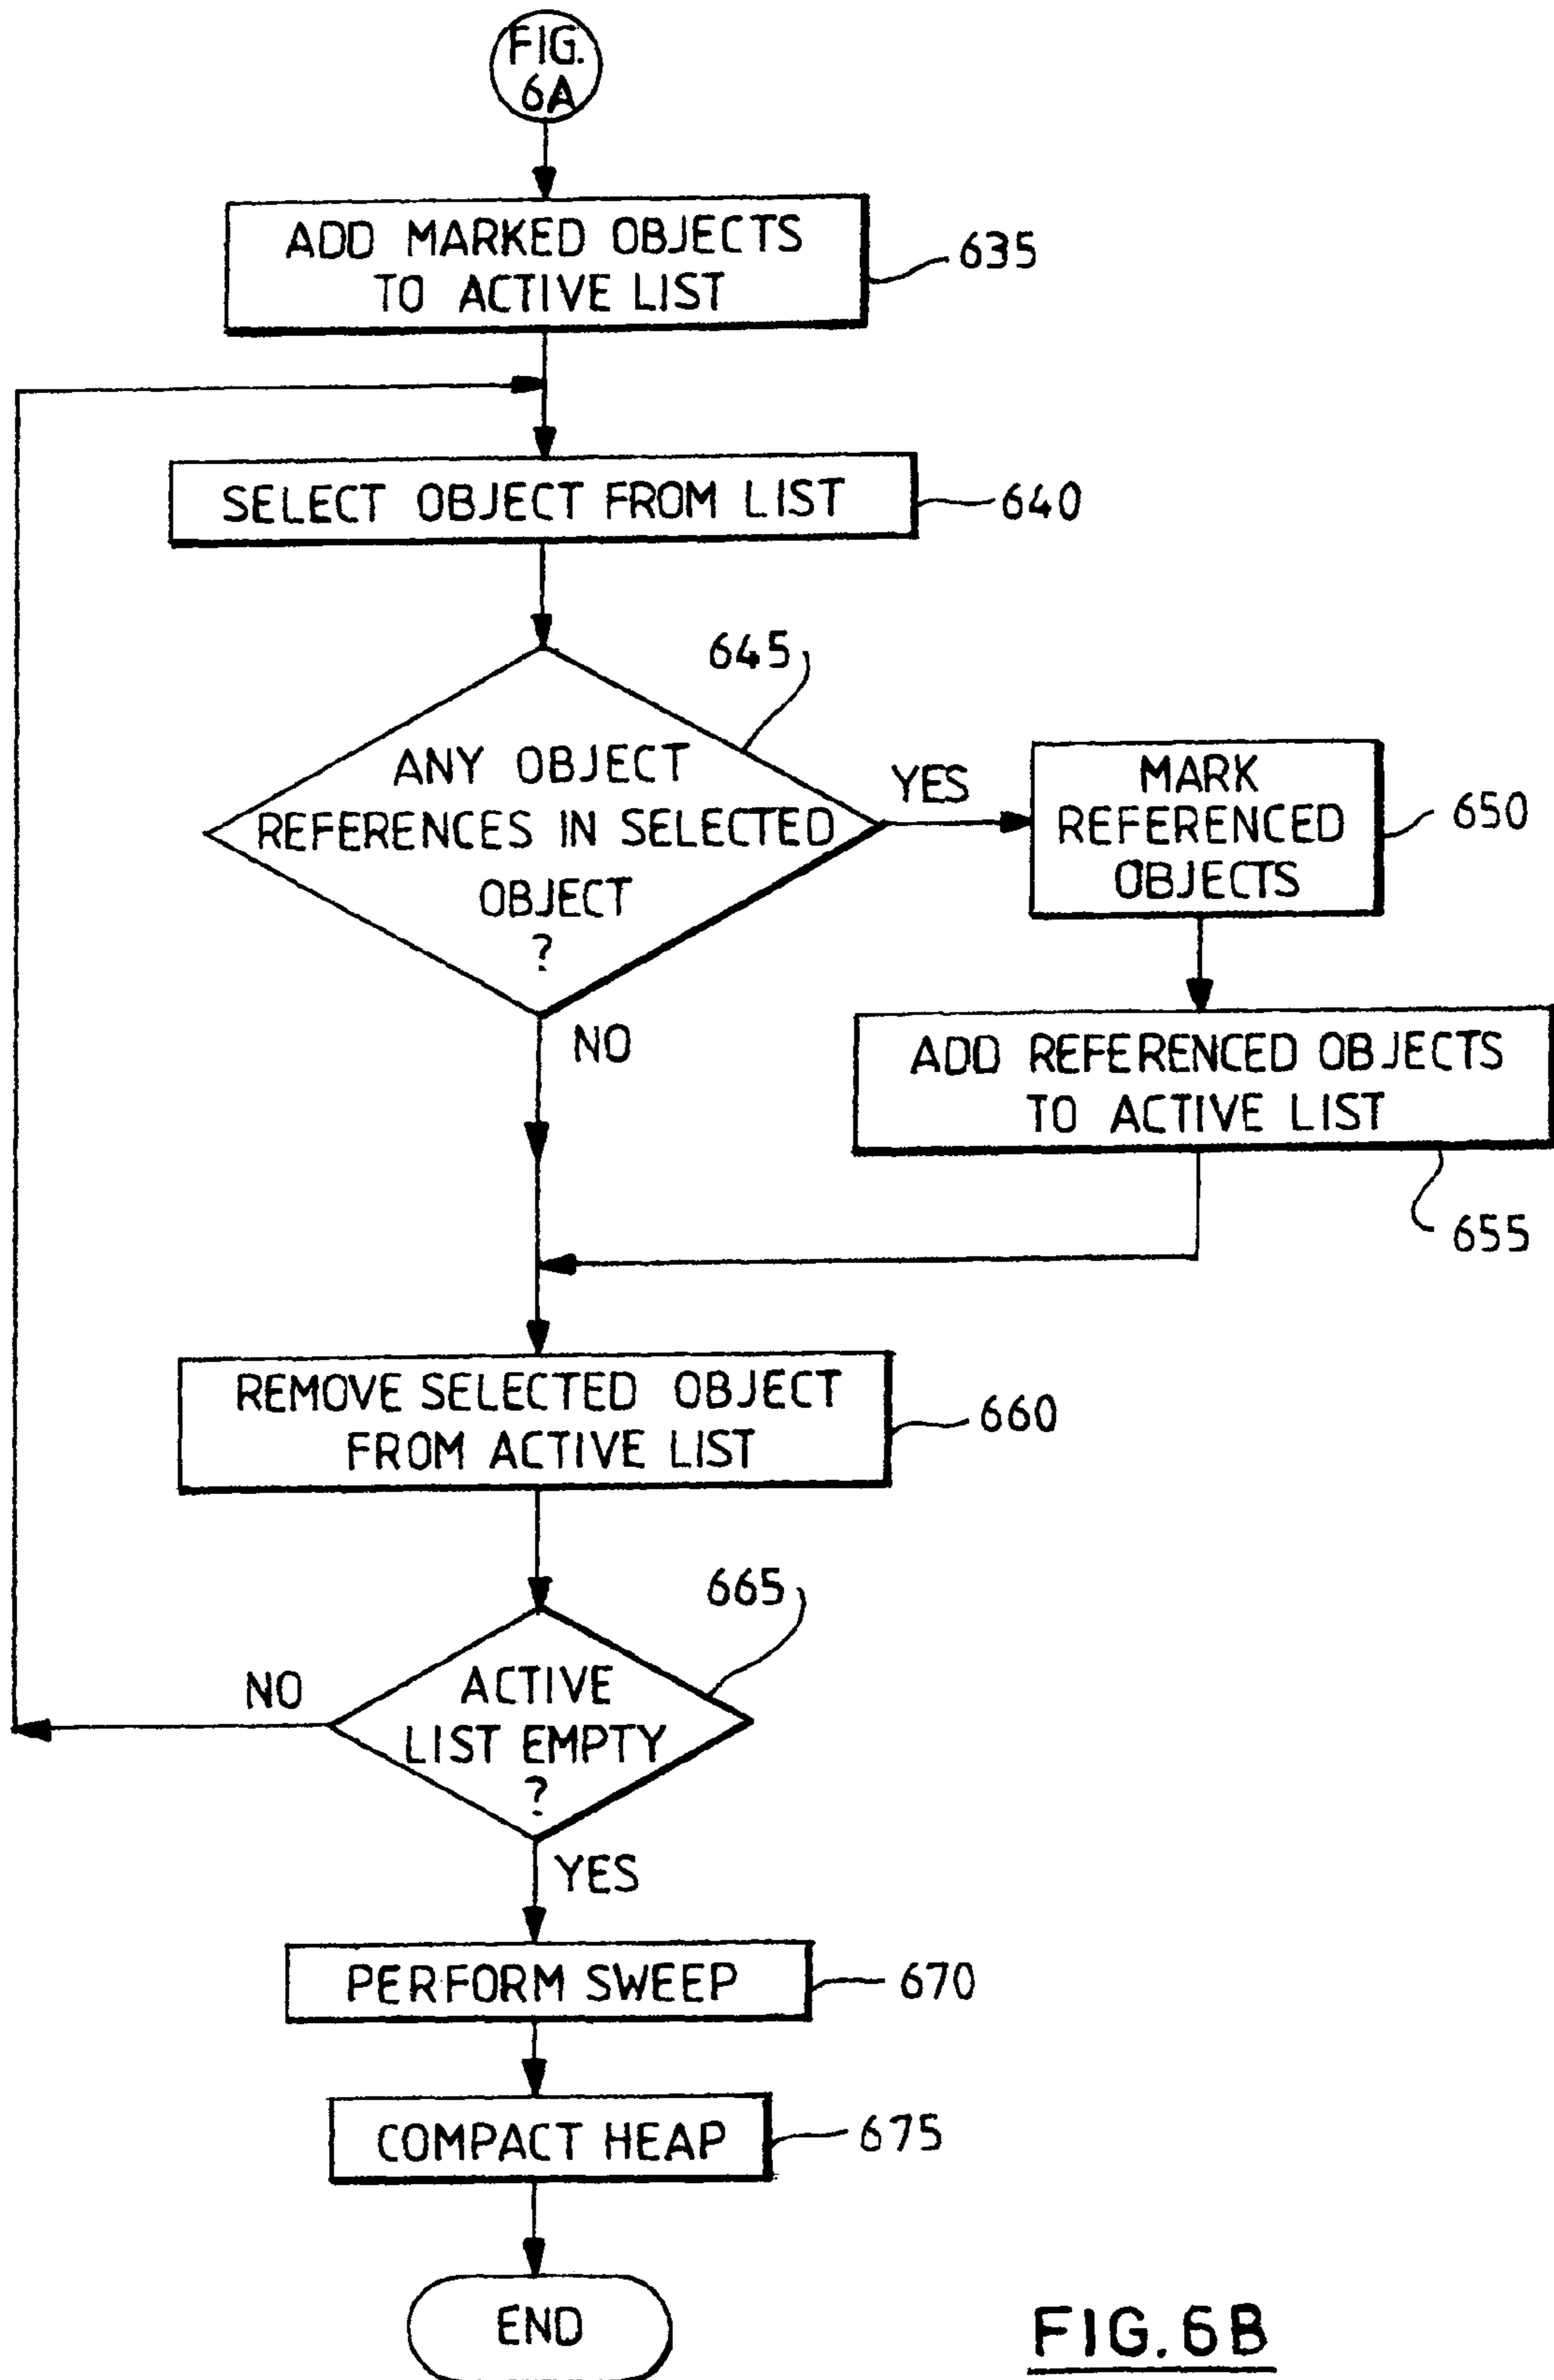 FIG.
6A
ADD MARKED OBJECTS
TO ACTIVE LIST
635
SELECT OBJECT FROM LIST
640
645
ANY OBJECT
REFERENCES IN SELECTED
OBJECT
?
YES
MARK
REFERENCED
OBJECTS
650
NO
ADD REFERENCED OBJECTS
TO ACTIVE LIST
655
REMOVE SELECTED OBJECT
FROM ACTIVE LIST
660
665
ACTIVE
LIST EMPTY
?
NO
YES
PERFORM SWEEP
670
COMPACT HEAP
675
END
FIG. 6B